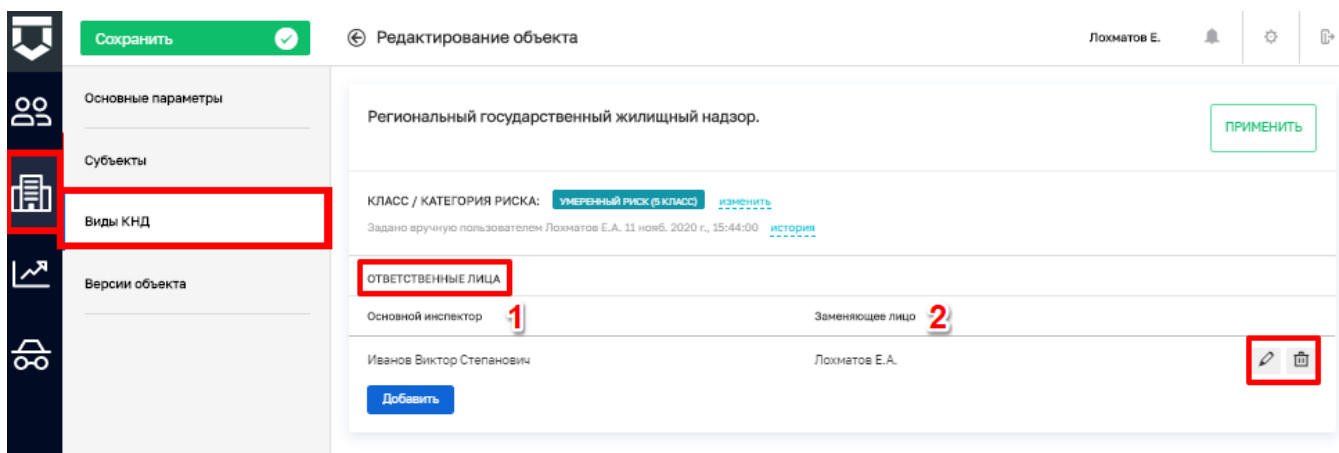 Сохранить
Редактирование объекта
Лохматов Е.
Основные параметры
Субъекты
Виды КНД
Версии объекта
Региональный государственный жилищный надзор.
ПРИМЕНИТЬ
КЛАСС / КАТЕГОРИЯ РИСКА: УМЕРЕННЫЙ РИСК (5 КЛАСС) изменить
Задано вручную пользователем Лохматов Е.А. 11 нояб. 2020 г., 15:44:00 история
ОТВЕТСТВЕННЫЕ ЛИЦА
Основной инспектор 1 Заменяющее лицо 2
Иванов Виктор Степанович Лохматов Е.А.
Добавить